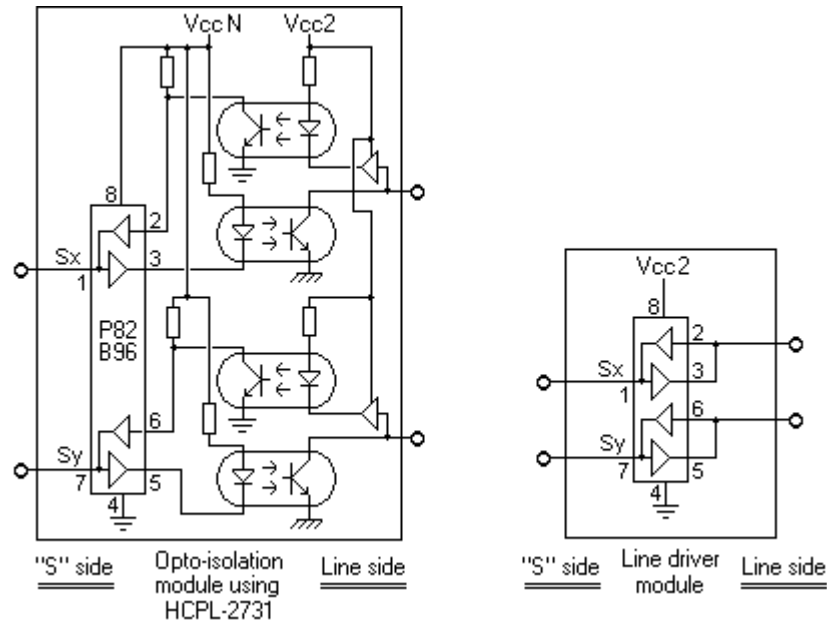 Vcc N Vcc2
8
2
Sx
3
1
P82
B96
6
Sy
7
5
4
"S" side
Opto-isolation
module using
HCPL-2731
Line side
Vcc2
8
2
Sx
3
1
6
Sy
7
5
4
"S" side
Line driver
module
Line side